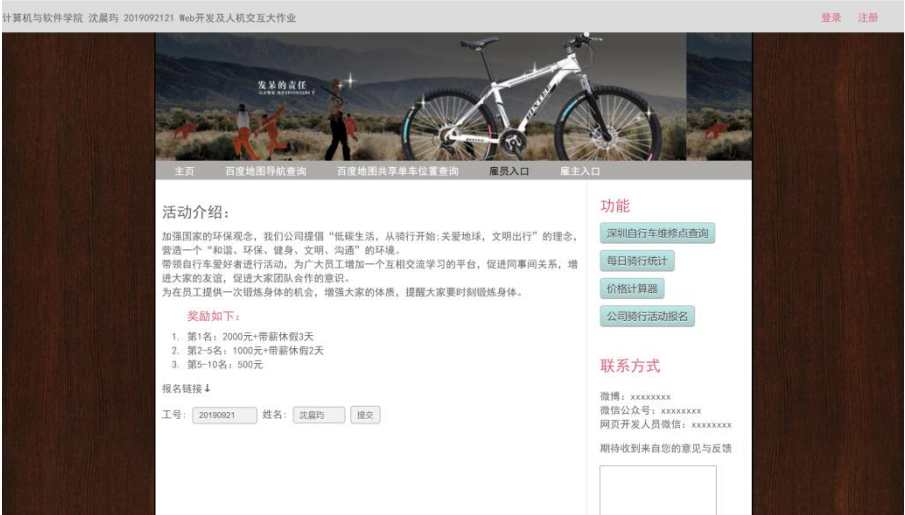 计算机与软件学院 沈晨玙 2019092121 Web开发及人机交互大作业
登录 注册
发呆的责任
GAWK RESPONSIBILITY
主页 百度地图导航查询 百度地图共享单车位置查询 雇员入口 雇主入口
活动介绍：
加强国家的环保观念，我们公司提倡“低碳生活，从骑行开始:关爱地球，文明出行”的理念，
营造一个“和谐、环保、健身、文明、沟通”的环境。
带领自行车爱好者进行活动，为广大员工增加一个互相交流学习的平台，促进同事间关系，增
进大家的友谊，促进大家团队合作的意识。
为在员工提供一次锻炼身体的机会，增强大家的体质，提醒大家要时刻锻炼身体。
奖励如下：
1. 第1名：2000元+带薪休假3天
2. 第2-5名：1000元+带薪休假2天
3. 第5-10名：500元
报名链接↓
工号： 20190921 姓名： 沈晨玙 提交
功能
深圳自行车维修点查询
每日骑行统计
价格计算器
公司骑行活动报名
联系方式
微博：xxxxxxxx
微信公众号：xxxxxxxx
网页开发人员微信：xxxxxxxx
期待收到来自您的意见与反馈